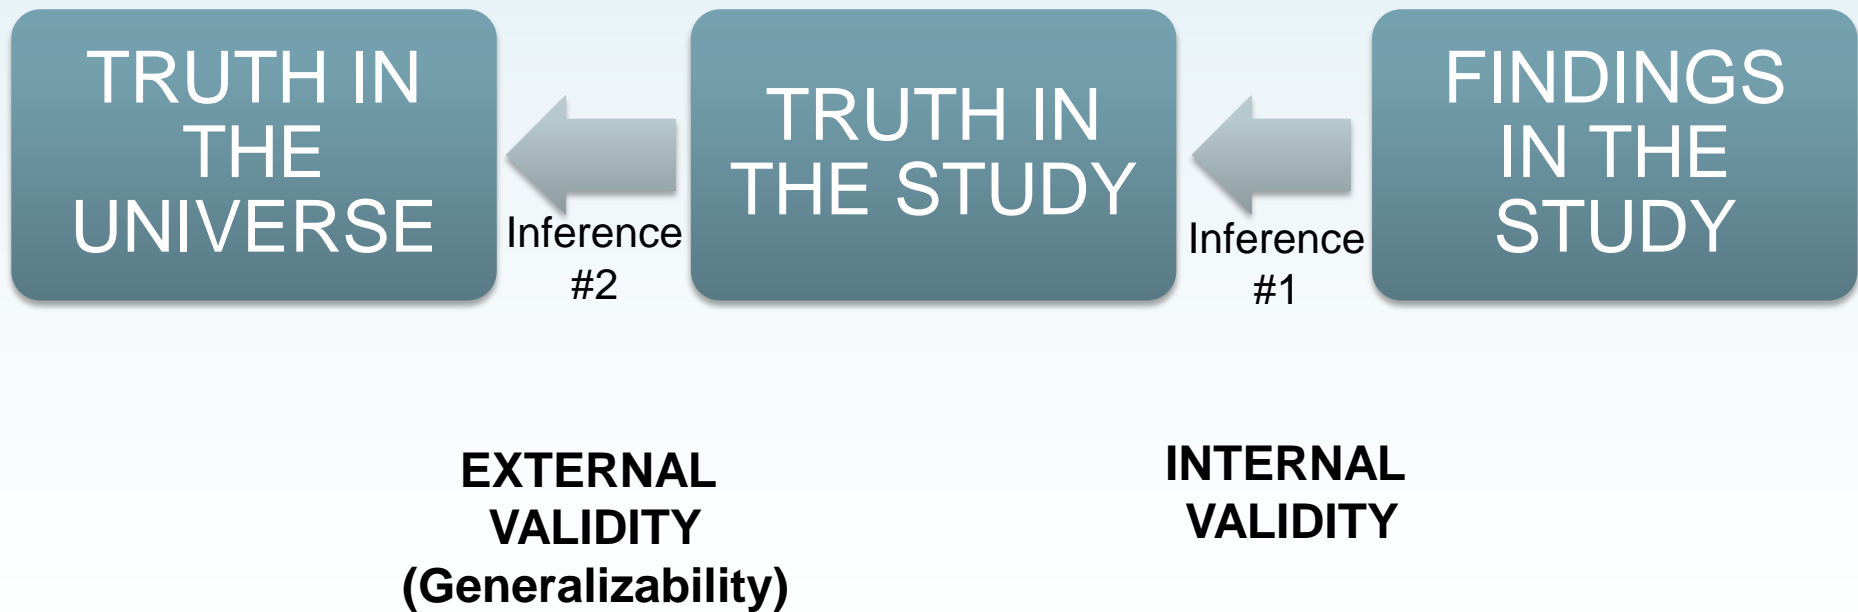 TRUTH IN
THE
UNIVERSE
Inference
#2
TRUTH IN
THE STUDY
Inference
#1
FINDINGS
IN THE
STUDY
EXTERNAL
VALIDITY
(Generalizability)
INTERNAL
VALIDITY